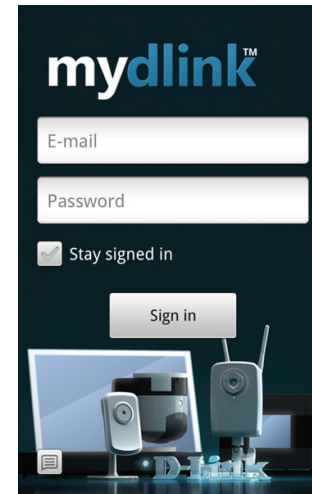 mydlink™
E-mail
Password
Stay signed in
Sign in
D-Link